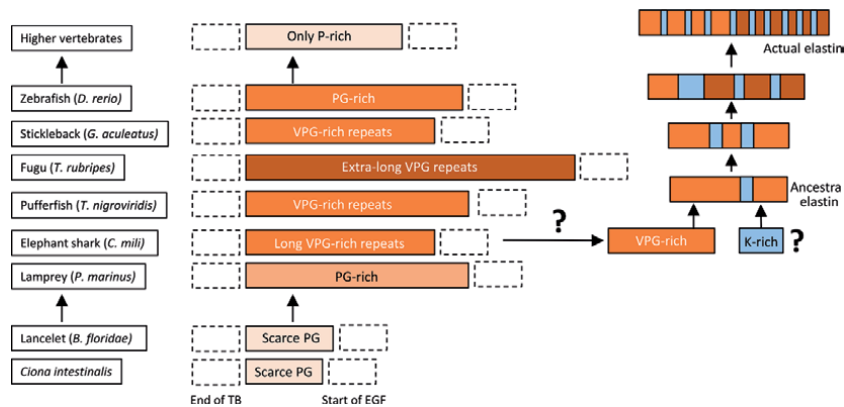 Higher vertebrates
Only P-rich
Actual elastin
Zebrafish (D. rerio)
PG-rich
Stickleback (G. aculeatus)
VPG-rich repeats
Fugu (T. rubripes)
Extra-long VPG repeats
Pufferfish (T. nigroviridis)
VPG-rich repeats
Ancestra
elastin
?
Elephant shark (C. mili)
Long VPG-rich repeats
VPG-rich
K-rich
?
Lamprey (P. marinus)
PG-rich
Lancelet (B. floridae)
Scarce PG
Ciona intestinalis
Scarce PG
End of TB
Start of EGF